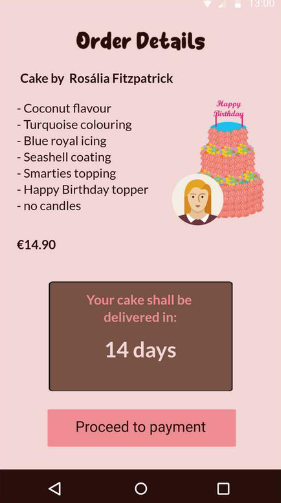 13:00
Order Details
Cake by Rosália Fitzpatrick
- Coconut flavour
- Turquoise colouring
- Blue royal icing
- Seashell coating
- Smarties topping
- Happy Birthday topper
- no candles
Happy
Birthday
€14.90
Your cake shall be
delivered in:
14 days
Proceed to payment